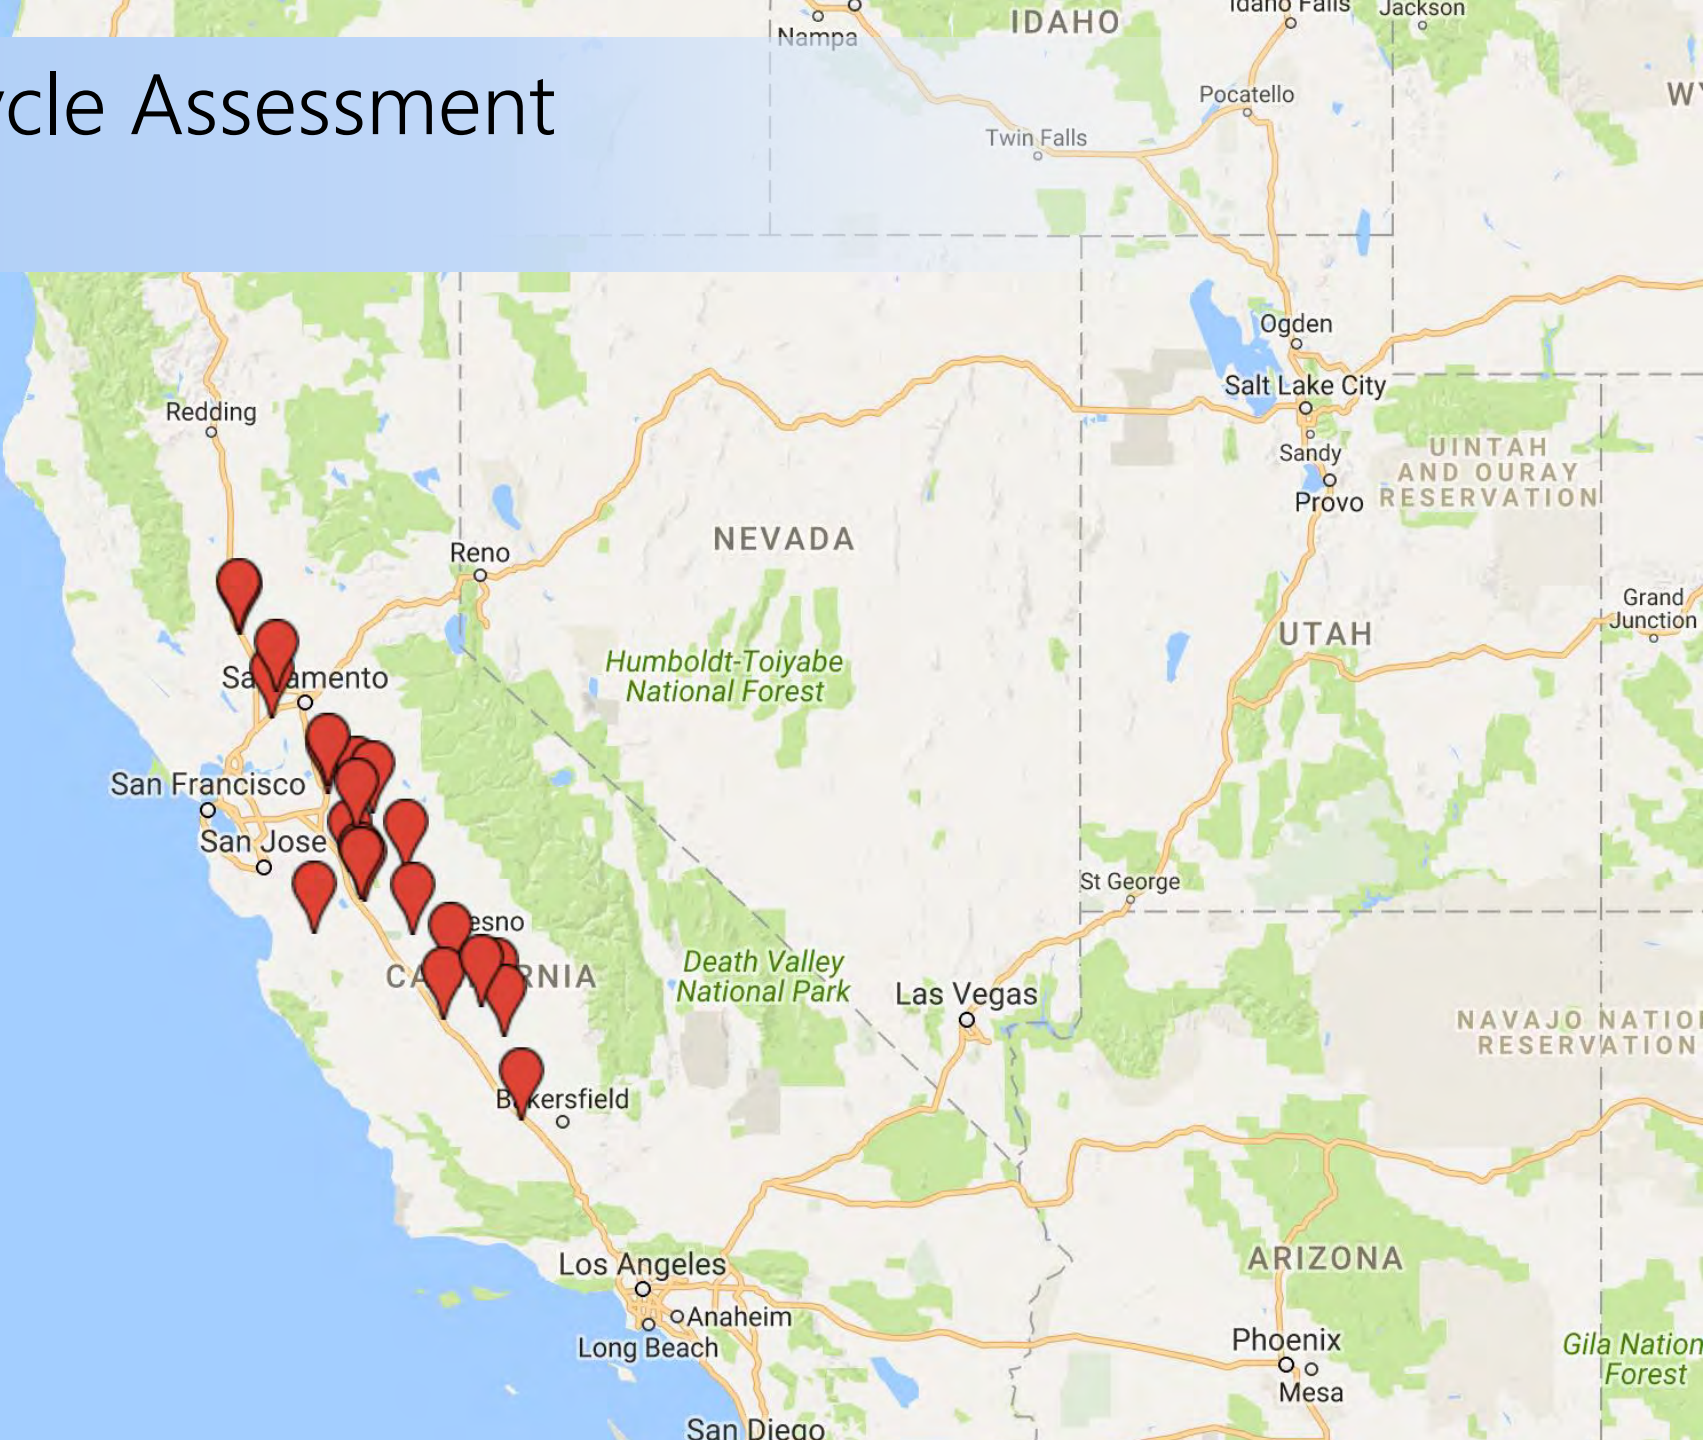 Idaho Falls
Jackson
IDAHO
Nampa
cle Assessment
Pocatello
Twin Falls
Ogden
Salt Lake City
Redding
Sandy
UINTAH
AND OURAY
RESERVATION
Provo
NEVADA
Reno
Grand
Junction
UTAH
Humboldt-Toiyabe
National Forest
San Francisco
San Jose
St George
esno
Death Valley
National Park
Las Vegas
NAVAJO NATIO
RESERVATION
kersfield
Los Angeles
ARIZONA
Anaheim
Long Beach
Phoenix
Gila Nation
Forest
Mesa
San Diego